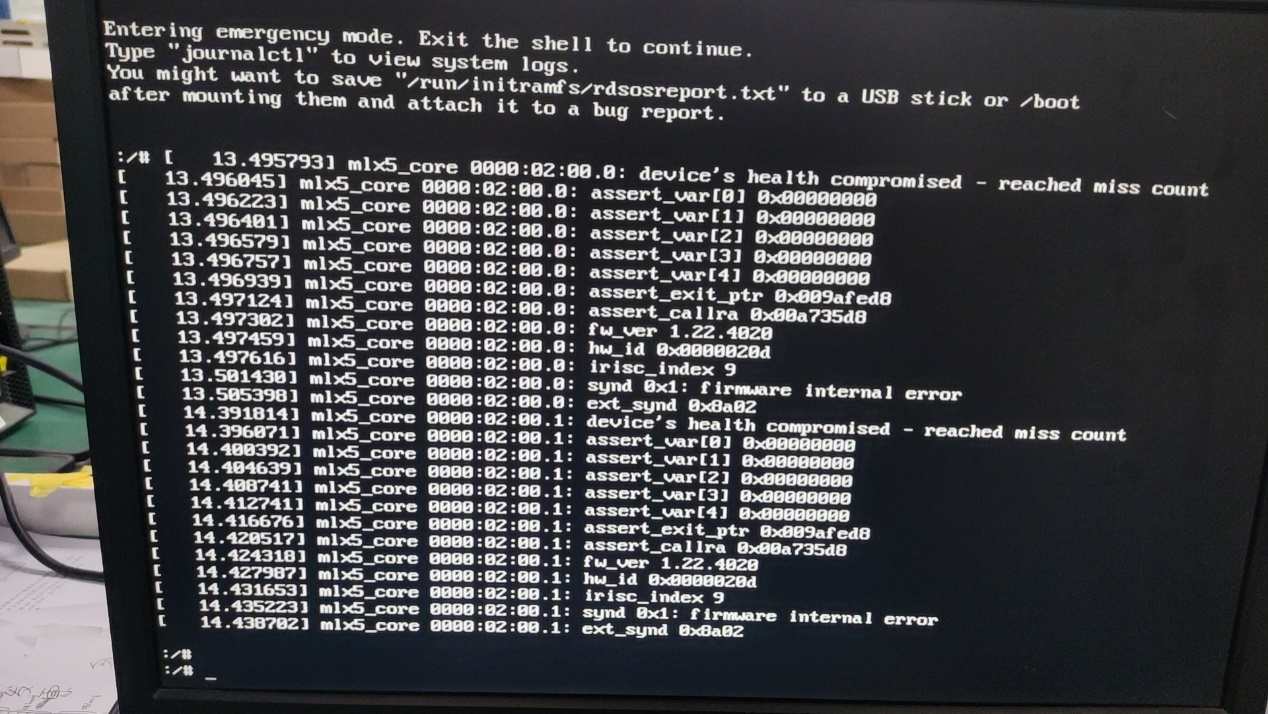 Entering emergency mode. Exit the shell to continue.
Type "journalctl" to view system logs.
You might want to save "/run/initramfs/rdsosreport.txt" to a USB stick or /boot
after mounting them and attach it to a bug report.
:/# [ 13.495793] mlx5_core 0000:02:00.0: device's health compromised - reached miss count
[ 13.496045] mlx5_core 0000:02:00.0: assert_var[0] 0x00000000
[ 13.496223] mlx5_core 0000:02:00.0: assert_var[1] 0x00000000
[ 13.496401] mlx5_core 0000:02:00.0: assert_var[2] 0x00000000
[ 13.496579] mlx5_core 0000:02:00.0: assert_var[3] 0x00000000
[ 13.496757] mlx5_core 0000:02:00.0: assert_var[4] 0x00000000
[ 13.496939] mlx5_core 0000:02:00.0: assert_exit_ptr 0x009afed8
[ 13.497124] mlx5_core 0000:02:00.0: assert_callra 0x00a735d8
[ 13.497302] mlx5_core 0000:02:00.0: fw_ver 1.22.4020
[ 13.497459] mlx5_core 0000:02:00.0: hw_id 0x0000020d
[ 13.497616] mlx5_core 0000:02:00.0: irisc_index 9
[ 13.501430] mlx5_core 0000:02:00.0: synd 0x1: firmware internal error
[ 13.505398] mlx5_core 0000:02:00.0: ext_synd 0x8a02
[ 14.391814] mlx5_core 0000:02:00.1: device's health compromised - reached miss count
[ 14.396071] mlx5_core 0000:02:00.1: assert_var[0] 0x00000000
[ 14.400392] mlx5_core 0000:02:00.1: assert_var[1] 0x00000000
[ 14.404639] mlx5_core 0000:02:00.1: assert_var[2] 0x00000000
[ 14.408741] mlx5_core 0000:02:00.1: assert_var[3] 0x00000000
[ 14.412741] mlx5_core 0000:02:00.1: assert_var[4] 0x00000000
[ 14.416676] mlx5_core 0000:02:00.1: assert_exit_ptr 0x009afed8
[ 14.420517] mlx5_core 0000:02:00.1: assert_callra 0x00a735d8
[ 14.424318] mlx5_core 0000:02:00.1: fw_ver 1.22.4020
[ 14.427987] mlx5_core 0000:02:00.1: hw_id 0x0000020d
[ 14.431653] mlx5_core 0000:02:00.1: irisc_index 9
[ 14.435223] mlx5_core 0000:02:00.1: synd 0x1: firmware internal error
[ 14.438702] mlx5_core 0000:02:00.1: ext_synd 0x8a02
:/#
:/# _